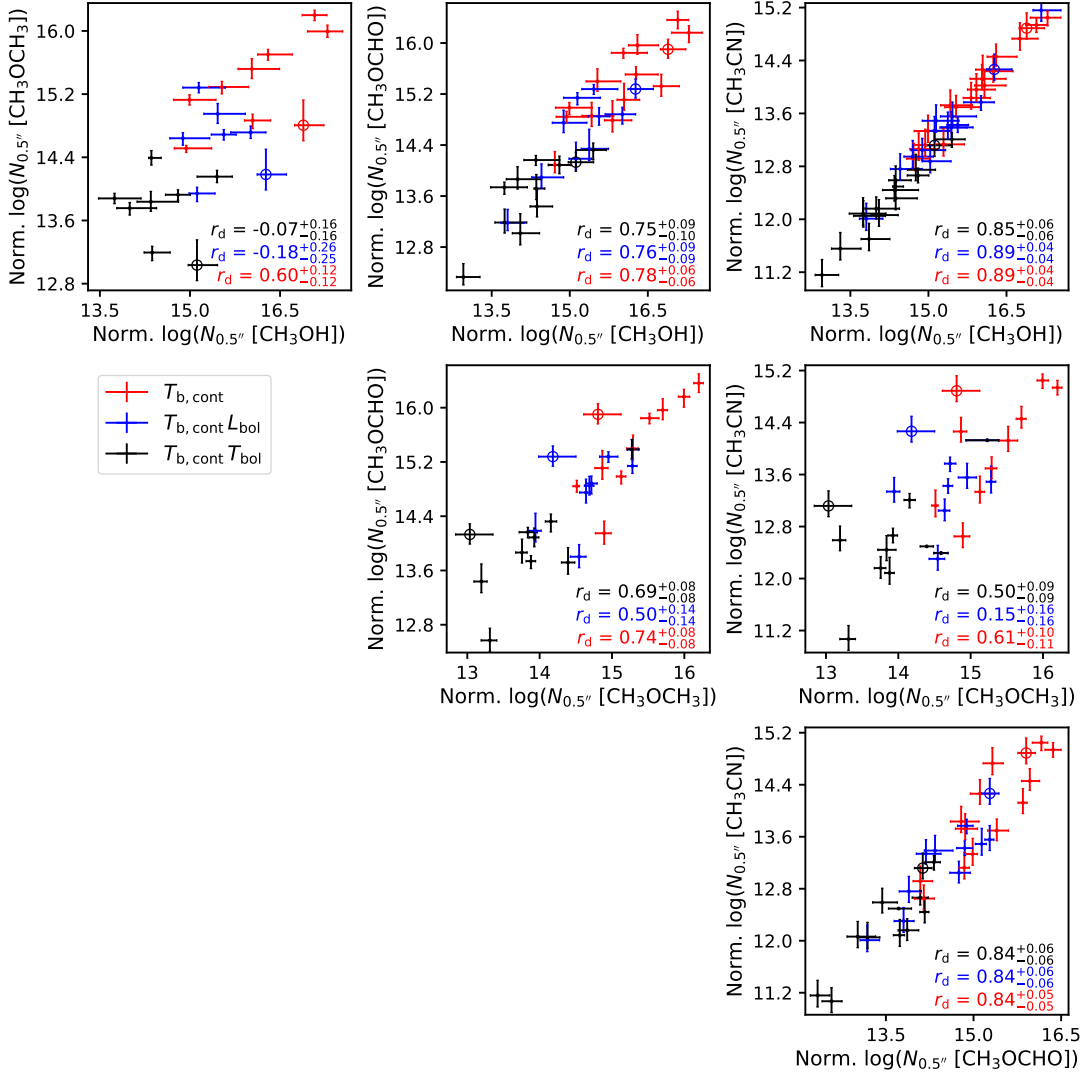 Norm. log(N₀.₅″ [CH₃OCH₃])
16.0
15.2
14.4
13.6
12.8
r_d = -0.07^{+0.16}_{-0.16}
r_d = -0.18^{+0.26}_{-0.25}
r_d = 0.60^{+0.12}_{-0.12}
13.5 15.0 16.5
Norm. log(N₀.₅″ [CH₃OH])
Norm. log(N₀.₅″ [CH₃OCHO])
16.0
15.2
14.4
13.6
12.8
r_d = 0.75^{+0.09}_{-0.10}
r_d = 0.76^{+0.09}_{-0.09}
r_d = 0.78^{+0.06}_{-0.06}
13.5 15.0 16.5
Norm. log(N₀.₅″ [CH₃OH])
Norm. log(N₀.₅″ [CH₃CN])
15.2
14.4
13.6
12.8
12.0
11.2
r_d = 0.85^{+0.06}_{-0.06}
r_d = 0.89^{+0.04}_{-0.04}
r_d = 0.89^{+0.04}_{-0.04}
13.5 15.0 16.5
Norm. log(N₀.₅″ [CH₃OH])
T_{b, cont}
T_{b, cont} L_{bol}
T_{b, cont} T_{bol}
Norm. log(N₀.₅″ [CH₃OCHO])
16.0
15.2
14.4
13.6
12.8
r_d = 0.69^{+0.08}_{-0.08}
r_d = 0.50^{+0.14}_{-0.14}
r_d = 0.74^{+0.08}_{-0.08}
13 14 15 16
Norm. log(N₀.₅″ [CH₃OCH₃])
Norm. log(N₀.₅″ [CH₃CN])
15.2
14.4
13.6
12.8
12.0
11.2
r_d = 0.50^{+0.09}_{-0.09}
r_d = 0.15^{+0.16}_{-0.16}
r_d = 0.61^{+0.10}_{-0.11}
13 14 15 16
Norm. log(N₀.₅″ [CH₃OCH₃])
Norm. log(N₀.₅″ [CH₃CN])
15.2
14.4
13.6
12.8
12.0
11.2
r_d = 0.84^{+0.06}_{-0.06}
r_d = 0.84^{+0.06}_{-0.06}
r_d = 0.84^{+0.05}_{-0.05}
13.5 15.0 16.5
Norm. log(N₀.₅″ [CH₃OCHO])